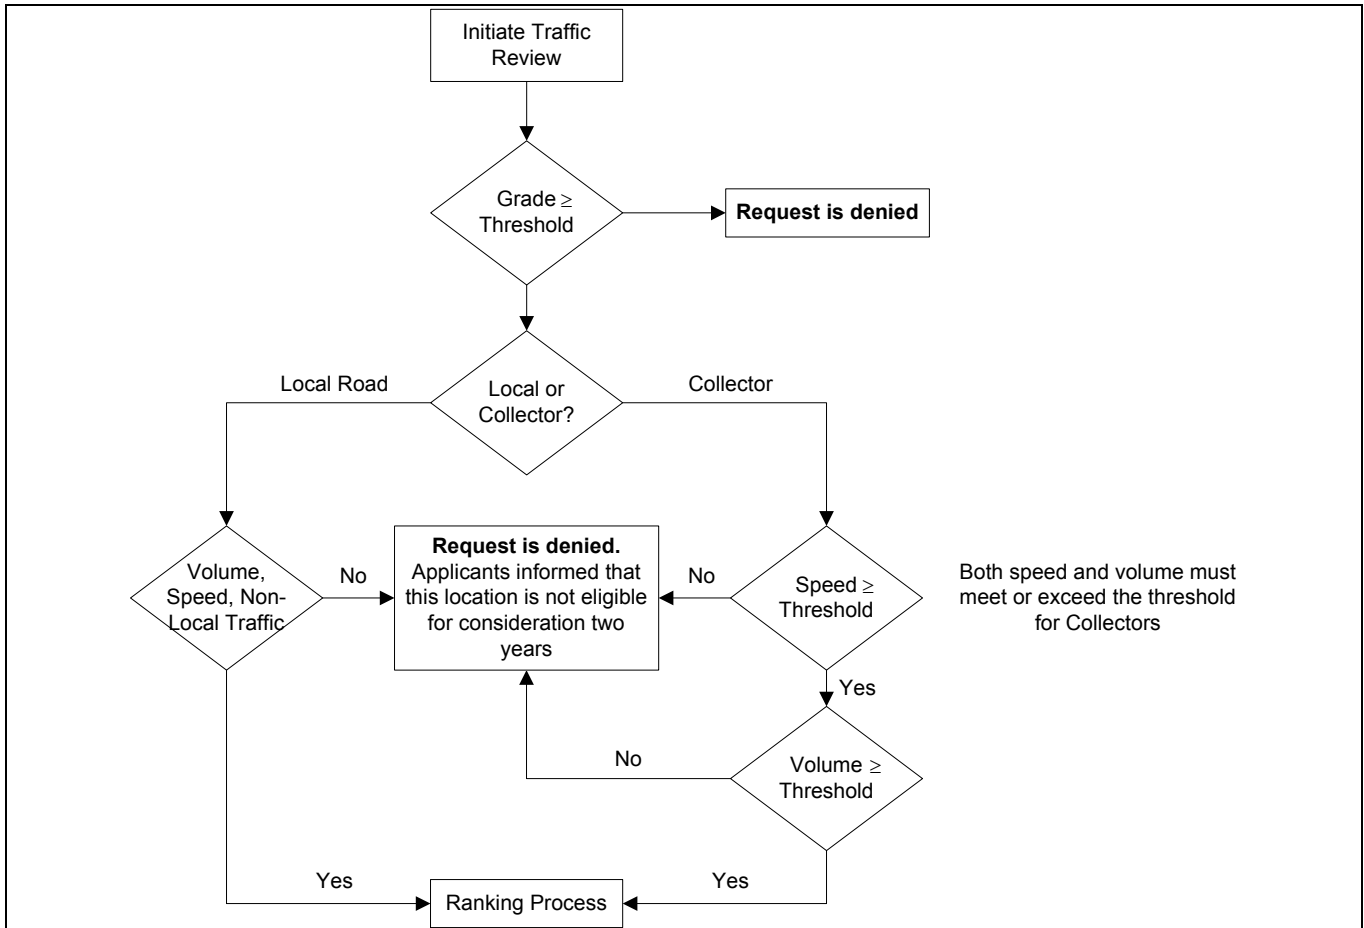 Initiate Traffic
Review
Grade ≥
Threshold
Request is denied
Local Road
Local or
Collector?
Collector
Volume,
Speed, Non-
Local Traffic
No
Request is denied.
Applicants informed that
this location is not eligible
for consideration two
years
No
Speed ≥
Threshold
Both speed and volume must
meet or exceed the threshold
for Collectors
Yes
No
Volume ≥
Threshold
Yes
Ranking Process
Yes